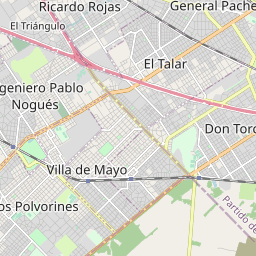 Ricardo Rojas
General Pache
El Triángulo
El Talar
ngeniero Pablo
Nogués
Don Torc
Villa de Mayo
os Polvorines
Partido de